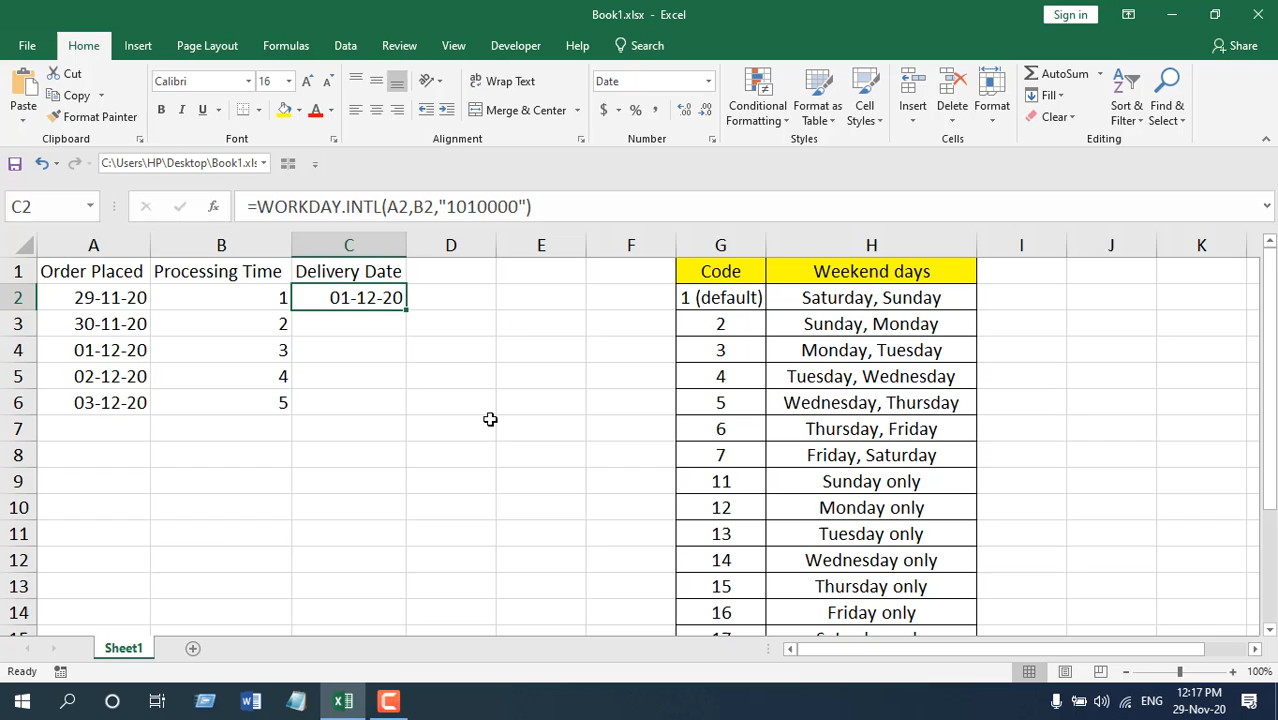 Book1.xlsx - Excel
Sign in
File Home Insert Page Layout Formulas Data Review View Developer Help Search Share
Paste
Cut
Copy
Format Painter
Clipboard
Calibri 16
B I U A
Font
Wrap Text
Merge & Center
Alignment
Date
$ % ,
Number
Conditional Formatting
Format as Table
Cell Styles
Styles
Insert Delete Format
Cells
AutoSum
Fill
Clear
Sort & Filter
Find & Select
Editing
C:\Users\HP\Desktop\Book1.xls
C2 fx =WORKDAY.INTL(A2,B2,"1010000")
A B C D E F G H I J K
1 Order Placed Processing Time Delivery Date Code Weekend days
2 29-11-20 1 01-12-20 1 (default) Saturday, Sunday
3 30-11-20 2 2 Sunday, Monday
4 01-12-20 3 3 Monday, Tuesday
5 02-12-20 4 4 Tuesday, Wednesday
6 03-12-20 5 5 Wednesday, Thursday
7 6 Thursday, Friday
8 7 Friday, Saturday
9 11 Sunday only
10 12 Monday only
11 13 Tuesday only
12 14 Wednesday only
13 15 Thursday only
14 16 Friday only
Sheet1
Ready 100%
ENG
12:17 PM
29-Nov-20